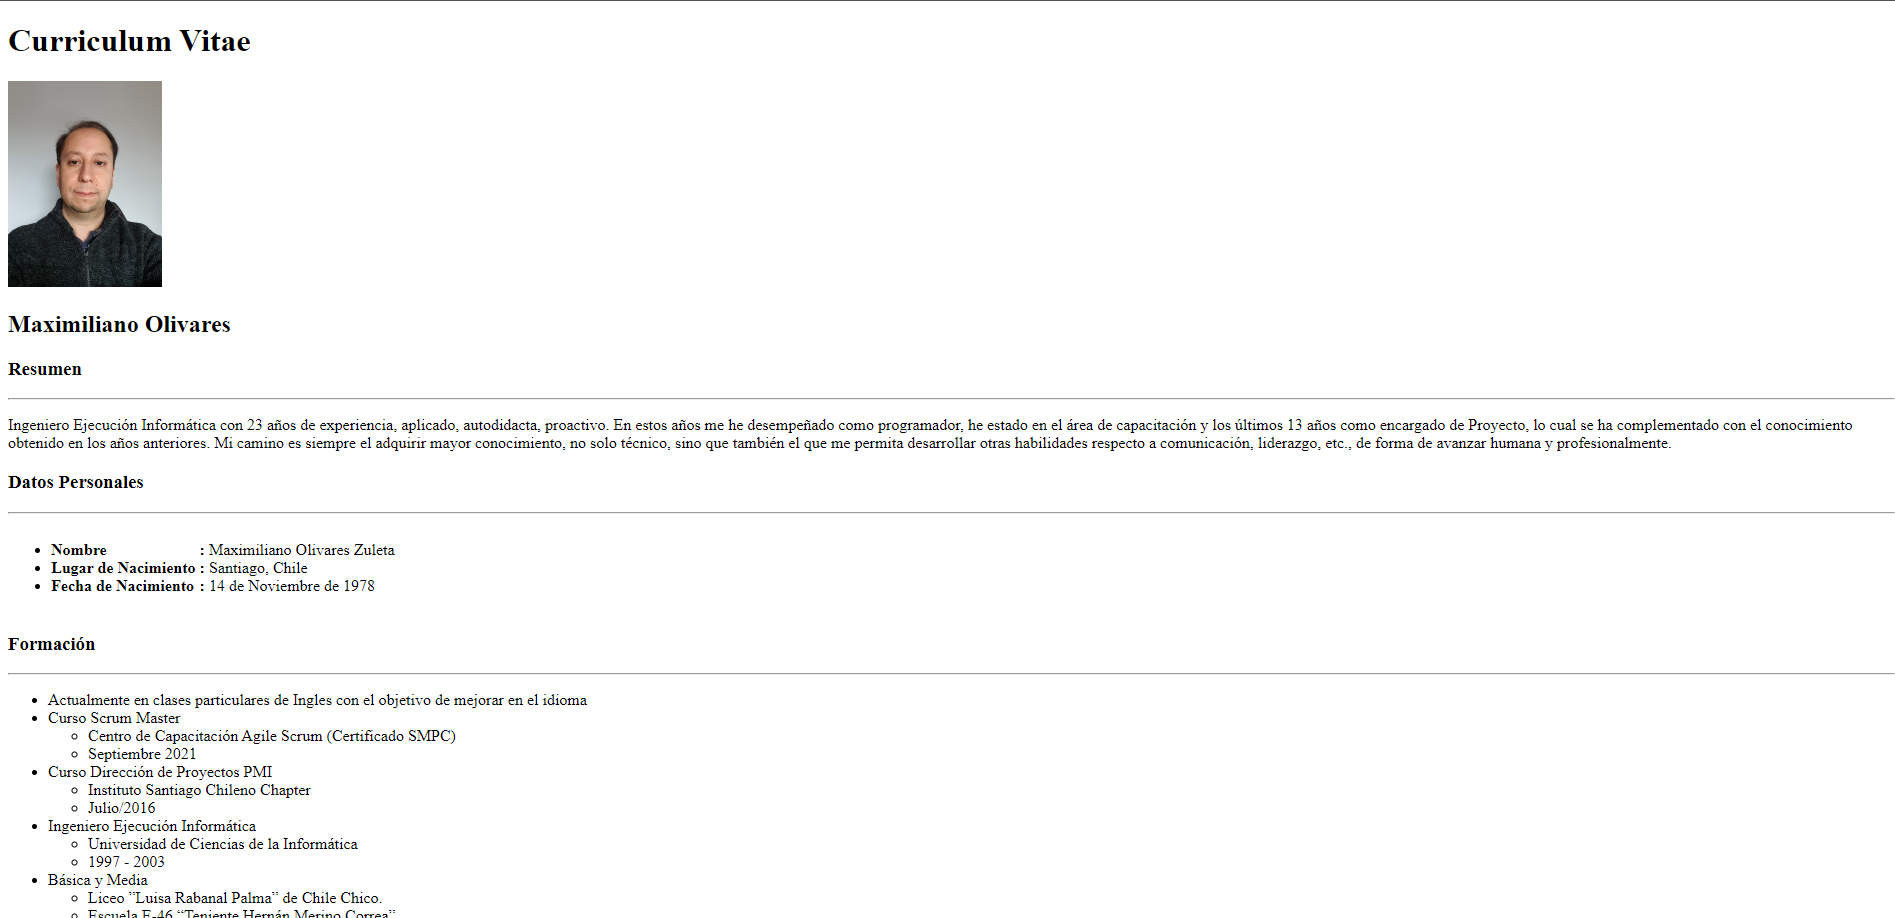 Curriculum Vitae
Maximiliano Olivares
Resumen
Ingeniero Ejecución Informática con 23 años de experiencia, aplicado, autodidacta, proactivo. En estos años me he desempeñado como programador, he estado en el área de capacitación y los últimos 13 años como encargado de Proyecto, lo cual se ha complementado con el conocimiento
obtenido en los años anteriores. Mi camino es siempre el adquirir mayor conocimiento, no solo técnico, sino que también el que me permita desarrollar otras habilidades respecto a comunicación, liderazgo, etc., de forma de avanzar humana y profesionalmente.
Datos Personales
Nombre : Maximiliano Olivares Zuleta
Lugar de Nacimiento : Santiago, Chile
Fecha de Nacimiento : 14 de Noviembre de 1978
Formación
Actualmente en clases particulares de Ingles con el objetivo de mejorar en el idioma
Curso Scrum Master
Centro de Capacitación Agile Scrum (Certificado SMPC)
Septiembre 2021
Curso Dirección de Proyectos PMI
Instituto Santiago Chileno Chapter
Julio/2016
Ingeniero Ejecución Informática
Universidad de Ciencias de la Informática
1997 - 2003
Básica y Media
Liceo ”Luisa Rabanal Palma” de Chile Chico.
Escuela E-46 “Teniente Hernán Merino Correa”